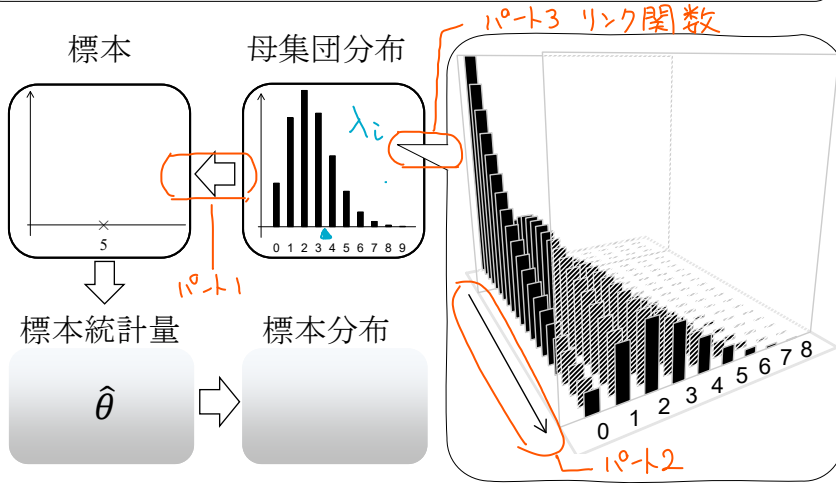 パート3 リンク関数
標本
母集団分布
λi
5
0 1 2 3 4 5 6 7 8 9
パート1
標本統計量
標本分布
θ̂
0 1 2 3 4 5 6 7 8
パート2